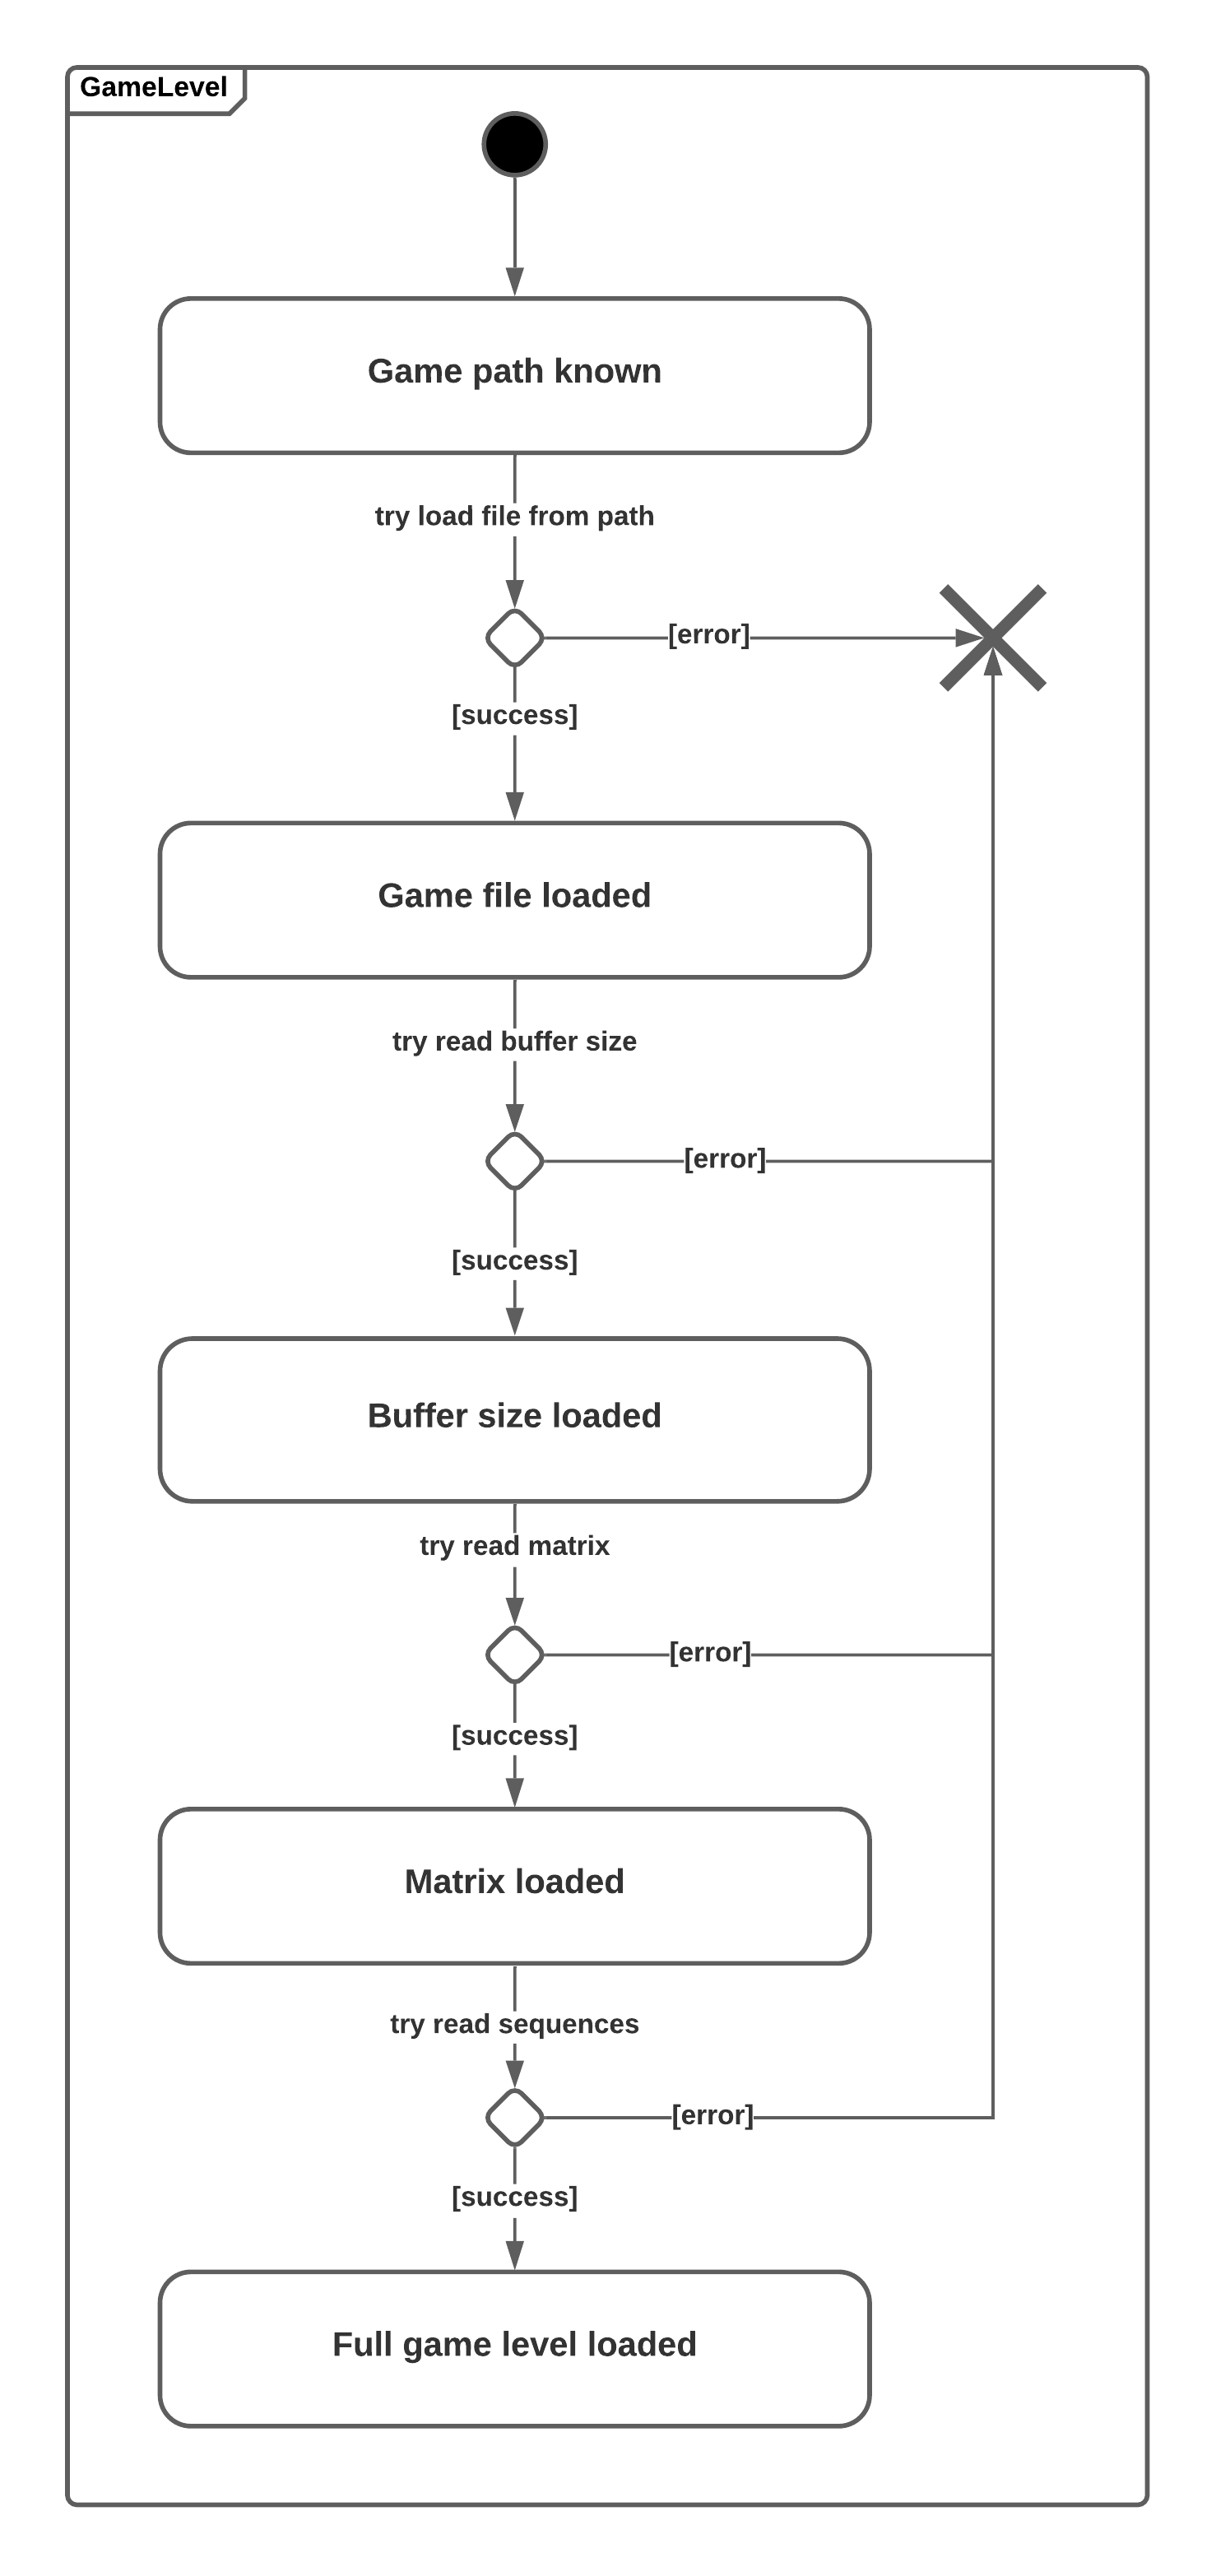 GameLevel
Game path known
try load file from path
[error]
[success]
Game file loaded
try read buffer size
[error]
[success]
Buffer size loaded
try read matrix
[error]
[success]
Matrix loaded
try read sequences
[error]
[success]
Full game level loaded